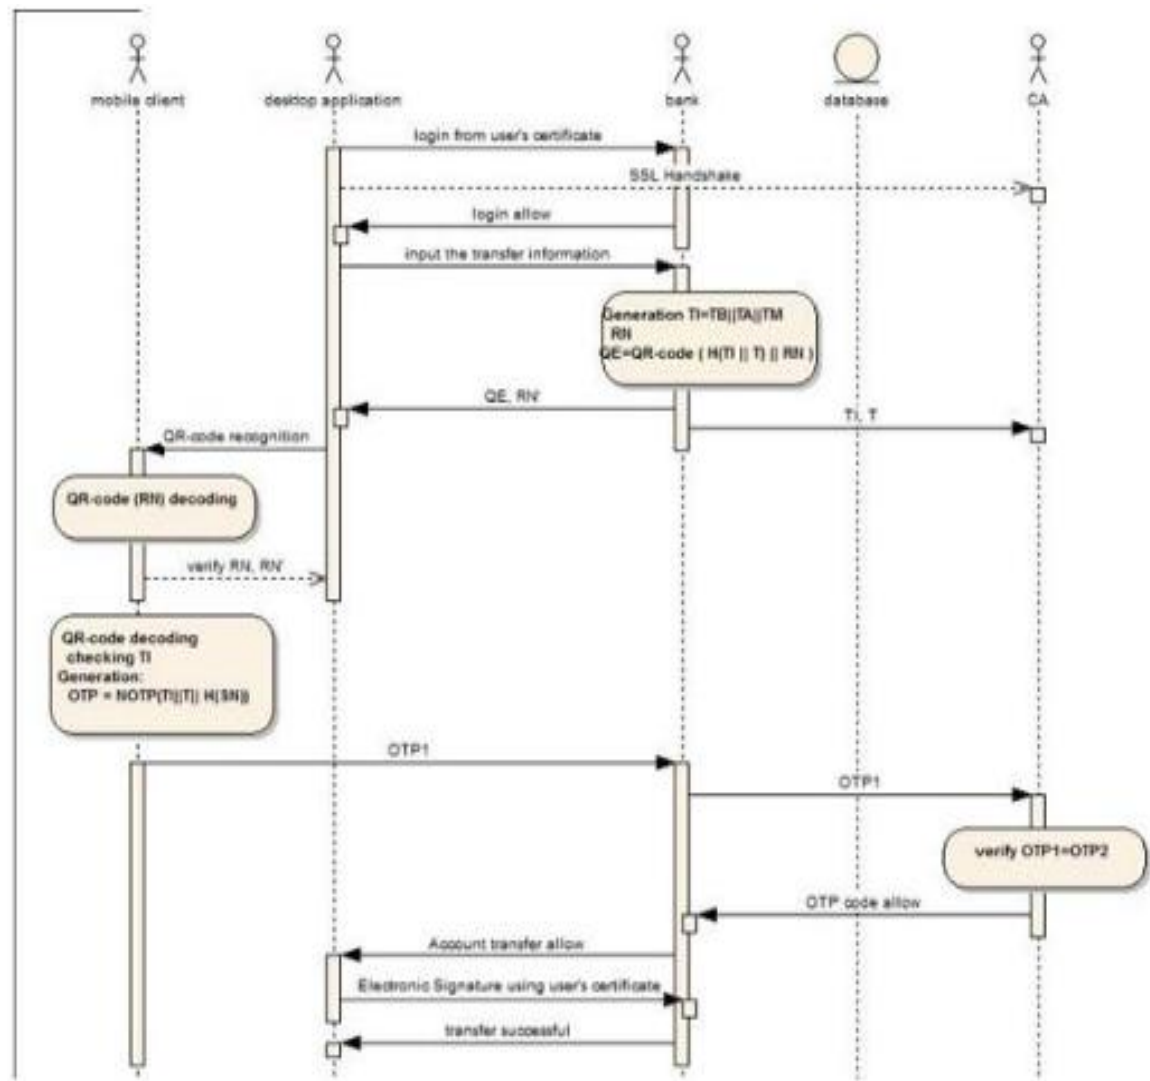 mobile client
desktop application
bank
database
CA
login from user's certificate
SSL Handshake
login allow
input the transfer information
Generation TI=TB||TA||TM
RN
QE=QR-code ( H(TI || T) || RN )
QE, RN'
TI, T
QR-code recognition
QR-code (RN) decoding
verify RN, RN'
QR-code decoding
checking TI
Generation:
OTP = NOTP(TI||T|| H(SN))
OTP1
OTP1
verify OTP1=OTP2
OTP code allow
Account transfer allow
Electronic Signature using user's certificate
transfer successful